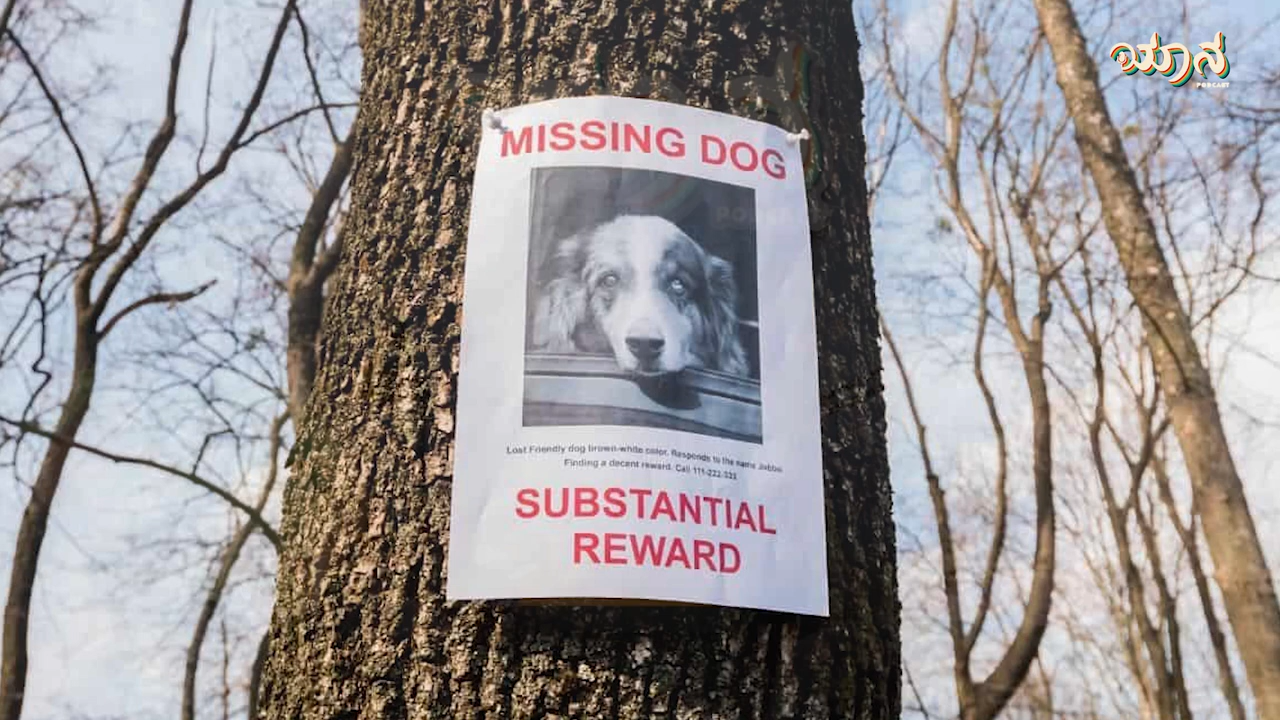 ಯಾನ
PODCAST
MISSING DOG
Lost Friendly dog brown-white color. Responds to the name Jabba
Finding a decent reward. Call 111-222-333
SUBSTANTIAL
REWARD